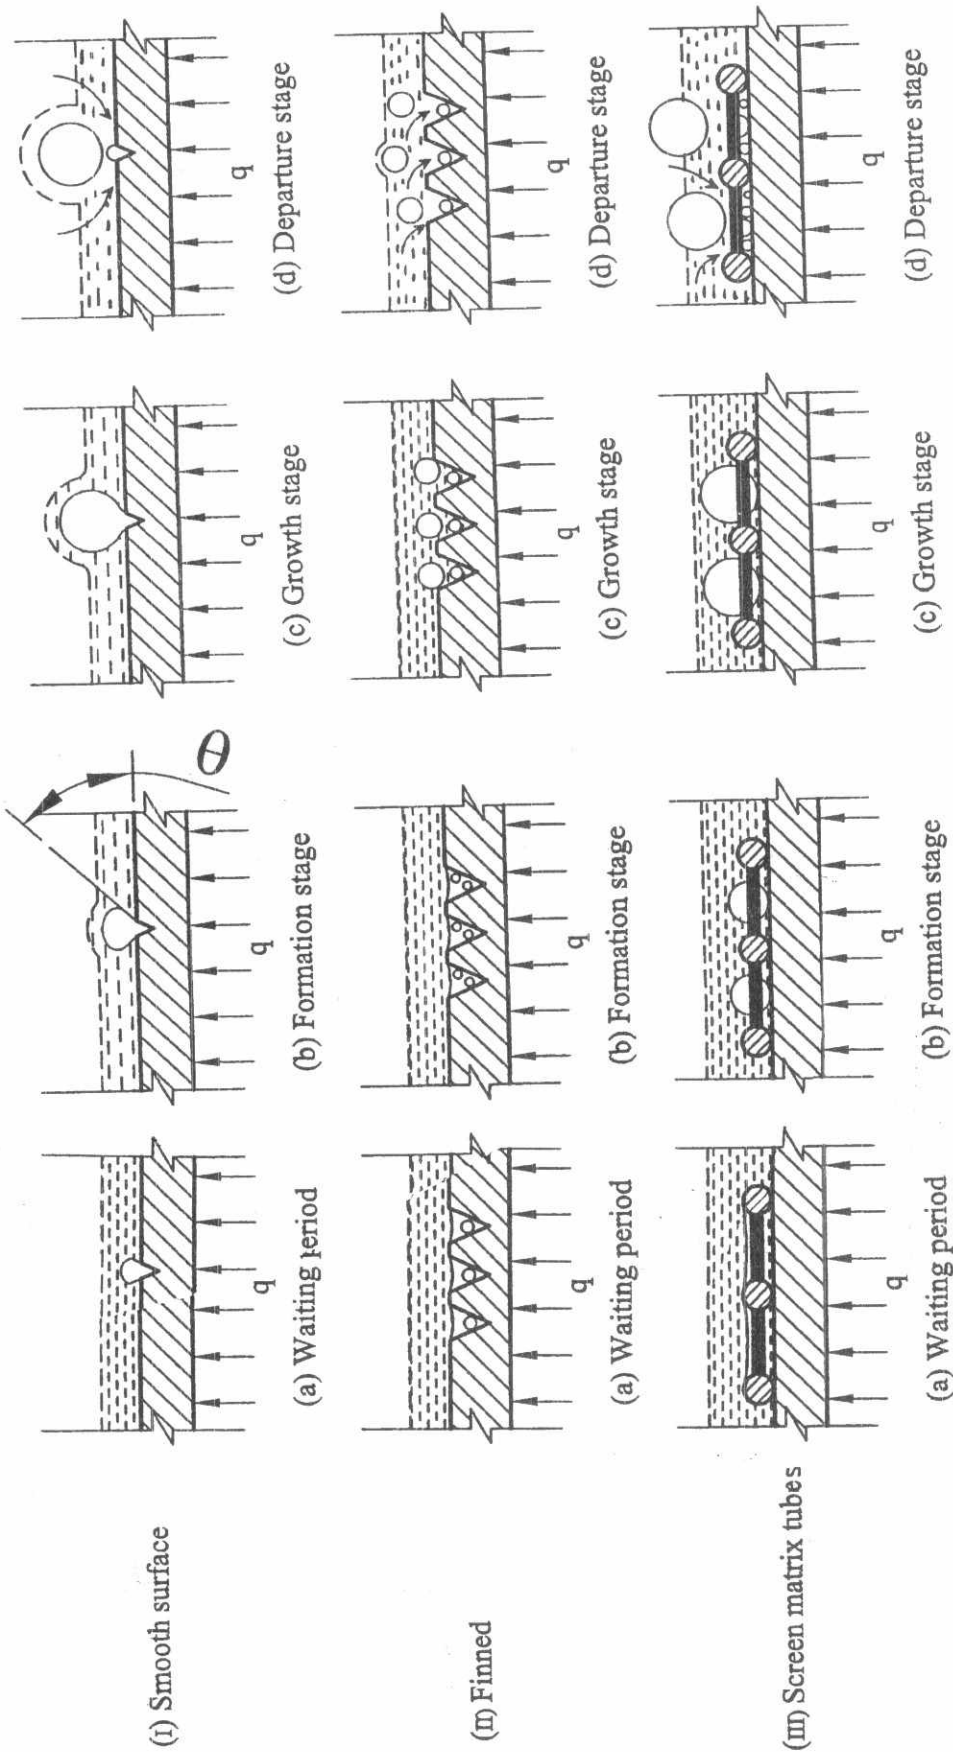 (I) Smooth surface
q
q
q
q
(a) Waiting period
(b) Formation stage
(c) Growth stage
(d) Departure stage
θ
(II) Finned
q
q
q
q
(a) Waiting period
(b) Formation stage
(c) Growth stage
(d) Departure stage
(III) Screen matrix tubes
q
q
q
q
(a) Waiting period
(b) Formation stage
(c) Growth stage
(d) Departure stage